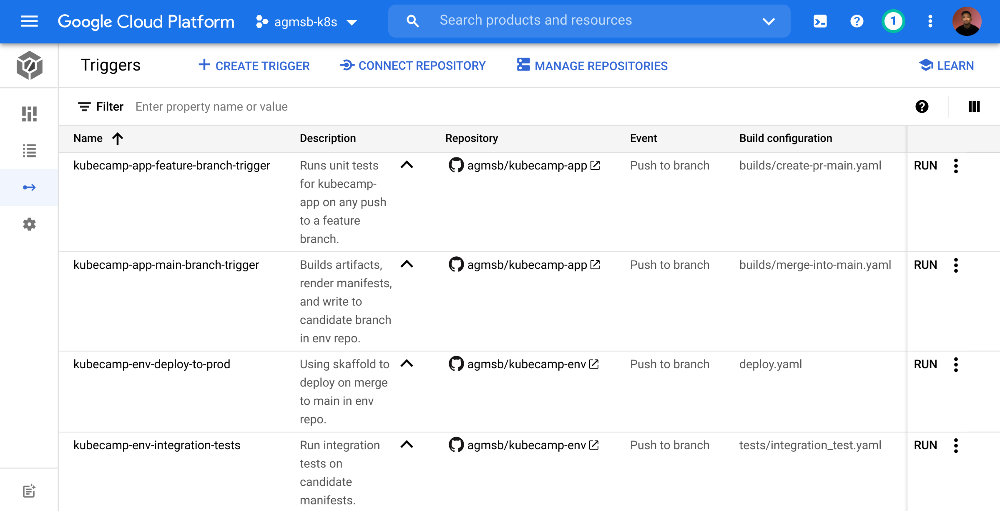 Google Cloud Platform agmsb-k8s Search products and resources 1
Triggers CREATE TRIGGER CONNECT REPOSITORY MANAGE REPOSITORIES LEARN
Filter Enter property name or value
Name Description Repository Event Build configuration
kubecamp-app-feature-branch-trigger Runs unit tests agmsb/kubecamp-app Push to branch builds/create-pr-main.yaml RUN
for kubecamp-
app on any push
to a feature
branch.
kubecamp-app-main-branch-trigger Builds artifacts, agmsb/kubecamp-app Push to branch builds/merge-into-main.yaml RUN
render manifests,
and write to
candidate branch
in env repo.
kubecamp-env-deploy-to-prod Using skaffold to agmsb/kubecamp-env Push to branch deploy.yaml RUN
deploy on merge
to main in env
repo.
kubecamp-env-integration-tests Run integration agmsb/kubecamp-env Push to branch tests/integration_test.yaml RUN
tests on
candidate
manifests.